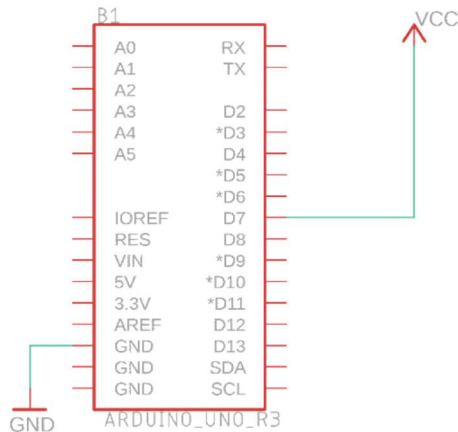 B1
VCC
A0 RX
A1 TX
A2
A3 D2
A4 *D3
A5 D4
*D5
*D6
IOREF D7
RES D8
VIN *D9
5V *D10
3.3V *D11
AREF D12
GND D13
GND SDA
GND SCL
ARDUINO_UNO_R3
GND